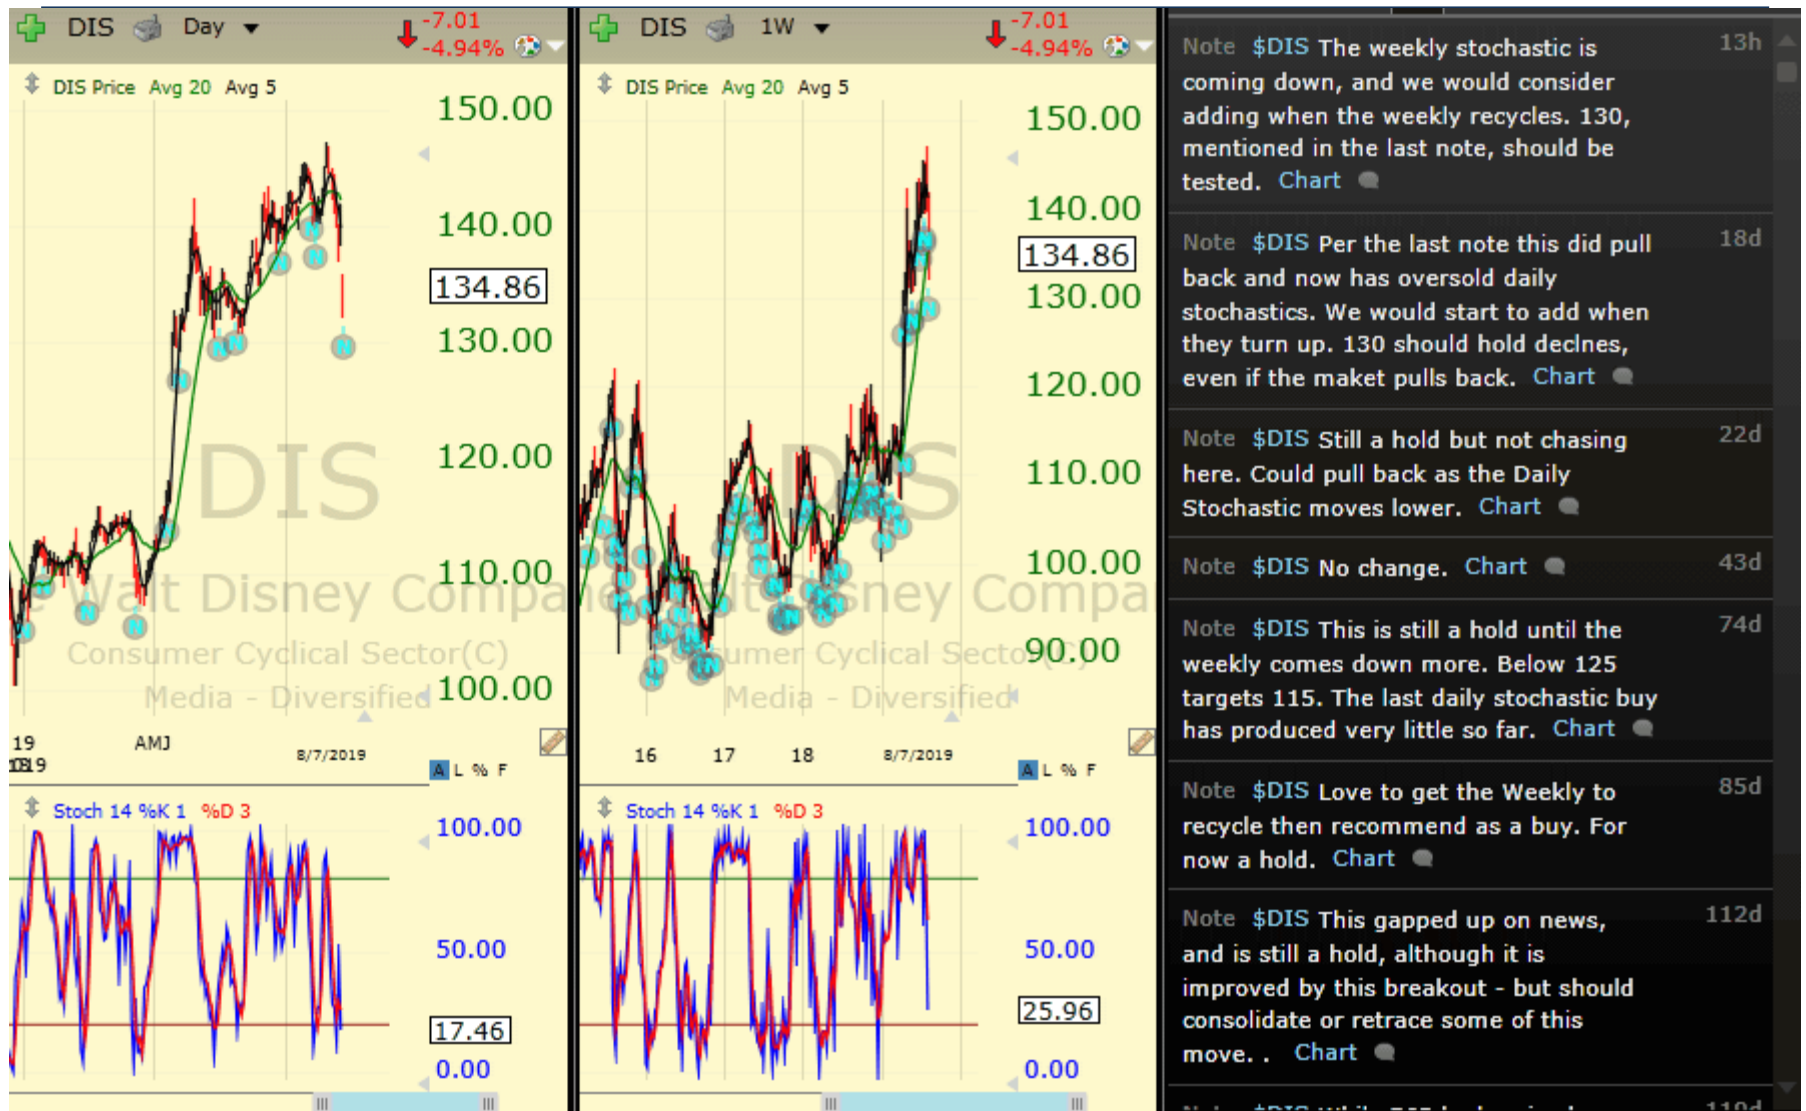 DIS Day -7.01
-4.94%
DIS Price Avg 20 Avg 5
150.00
140.00
134.86
130.00
120.00
110.00
100.00
DIS
Walt Disney Compa
Consumer Cyclical Sector(C)
Media - Diversified
19 AMJ 8/7/2019
A L % F
Stoch 14 %K 1 %D 3
100.00
50.00
17.46
0.00
DIS 1W -7.01
-4.94%
DIS Price Avg 20 Avg 5
150.00
140.00
134.86
130.00
120.00
110.00
100.00
90.00
DIS
Compa
Consumer Cyclical Sector(C)
Media - Diversified
16 17 18 8/7/2019
A L % F
Stoch 14 %K 1 %D 3
100.00
50.00
25.96
0.00
Note $DIS The weekly stochastic is 13h
coming down, and we would consider
adding when the weekly recycles. 130,
mentioned in the last note, should be
tested. Chart
Note $DIS Per the last note this did pull 18d
back and now has oversold daily
stochastics. We would start to add when
they turn up. 130 should hold declnes,
even if the maket pulls back. Chart
Note $DIS Still a hold but not chasing 22d
here. Could pull back as the Daily
Stochastic moves lower. Chart
Note $DIS No change. Chart 43d
Note $DIS This is still a hold until the 74d
weekly comes down more. Below 125
targets 115. The last daily stochastic buy
has produced very little so far. Chart
Note $DIS Love to get the Weekly to 85d
recycle then recommend as a buy. For
now a hold. Chart
Note $DIS This gapped up on news, 112d
and is still a hold, although it is
improved by this breakout - but should
consolidate or retrace some of this
move. . Chart